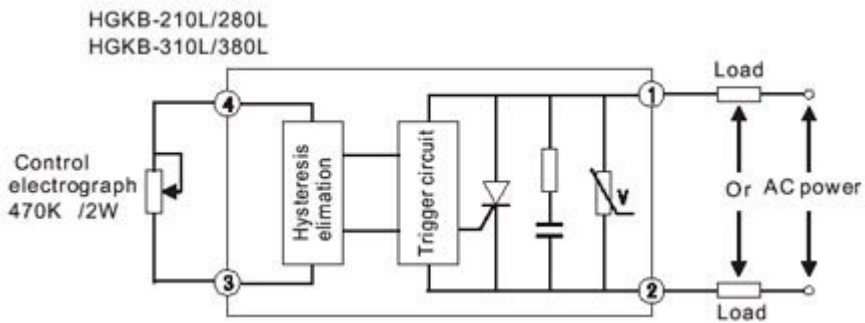 HGKB-210L/280L
HGKB-310L/380L
4
1
Load
Control
electrograph
470K /2W
Hysteresis
elimation
Trigger circuit
V
Or
AC power
3
2
Load